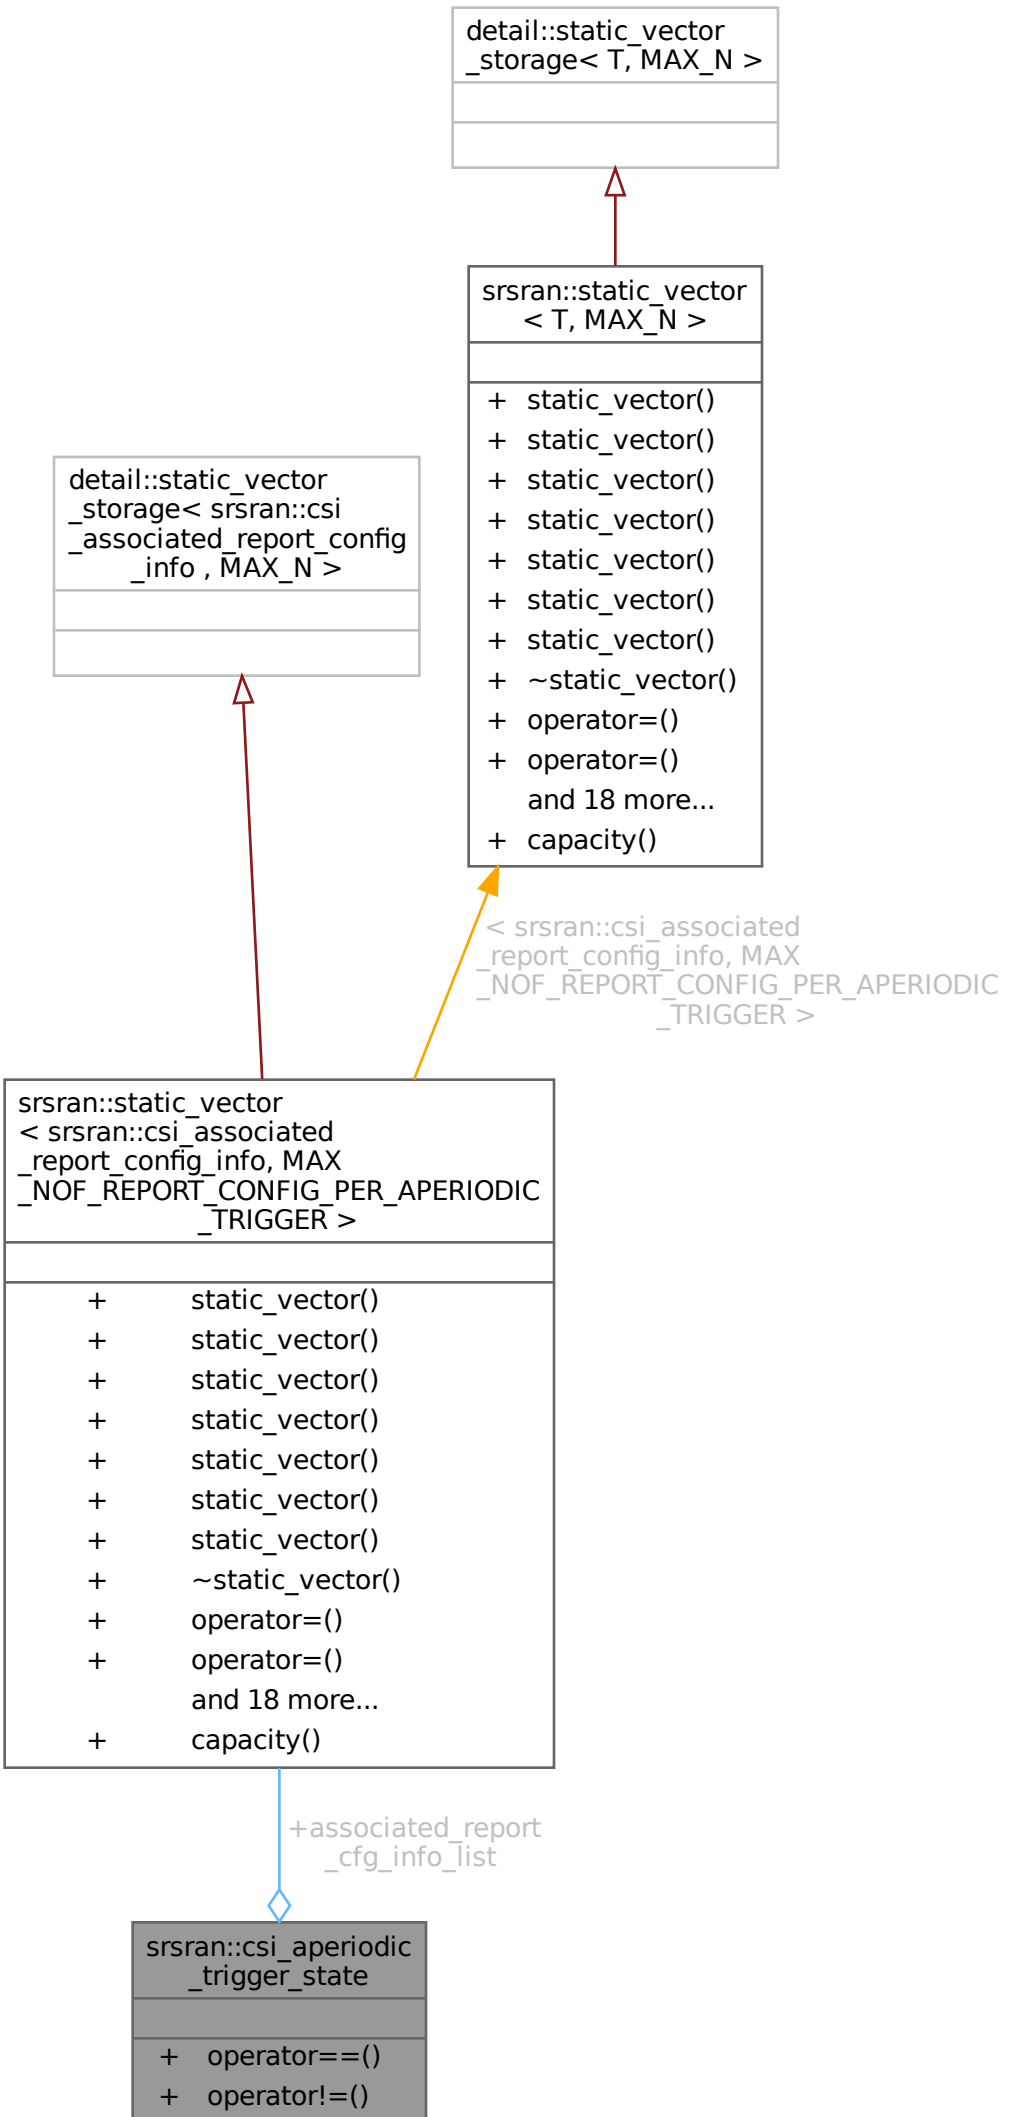 detail::static_vector
_storage< T, MAX_N >
srsran::static_vector
< T, MAX_N >
+ static_vector()
+ static_vector()
+ static_vector()
+ static_vector()
+ static_vector()
+ static_vector()
+ static_vector()
+ ~static_vector()
+ operator=()
+ operator=()
and 18 more...
+ capacity()
detail::static_vector
_storage< srsran::csi
_associated_report_config
_info , MAX_N >
< srsran::csi_associated
_report_config_info, MAX
_NOF_REPORT_CONFIG_PER_APERIODIC
_TRIGGER >
srsran::static_vector
< srsran::csi_associated
_report_config_info, MAX
_NOF_REPORT_CONFIG_PER_APERIODIC
_TRIGGER >
+ static_vector()
+ static_vector()
+ static_vector()
+ static_vector()
+ static_vector()
+ static_vector()
+ static_vector()
+ ~static_vector()
+ operator=()
+ operator=()
and 18 more...
+ capacity()
+associated_report
_cfg_info_list
srsran::csi_aperiodic
_trigger_state
+ operator==()
+ operator!=()